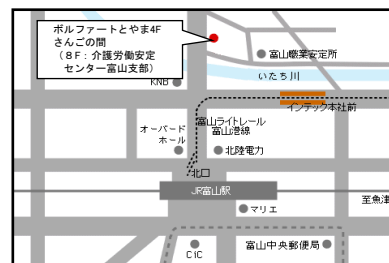 ボルファートとやま4F
さんごの間
(8F:介護労働安定
センター富山支部)
富山職業安定所
いたち川
KNB
インテック本社前
富山ライトレール
富山港線
オーバード
ホール
北陸電力
北口
JR富山駅
至魚津
マリエ
富山中央郵便局
CIC